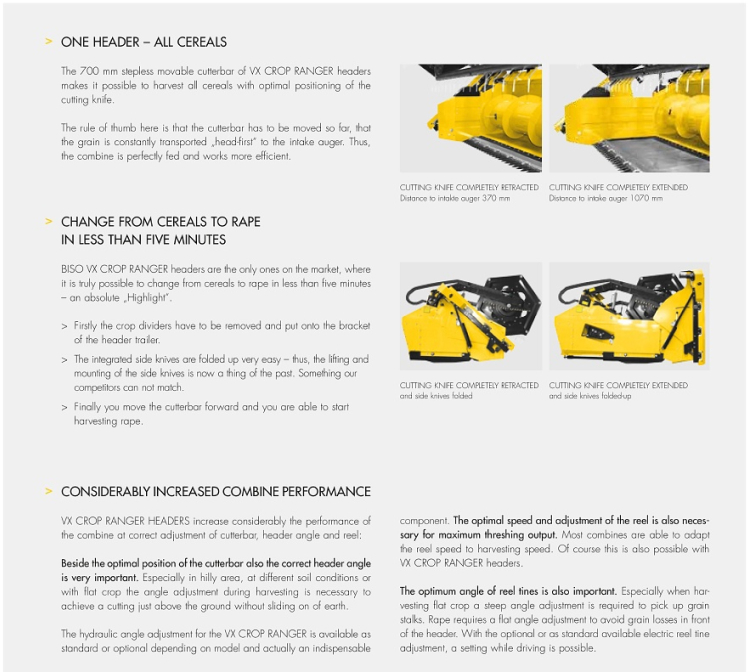 > ONE HEADER – ALL CEREALS
The 700 mm stepless movable cutterbar of VX CROP RANGER headers
makes it possible to harvest all cereals with optimal positioning of the
cutting knife.
The rule of thumb here is that the cutterbar has to be moved so far, that
the grain is constantly transported „head-first" to the intake auger. Thus,
the combine is perfectly fed and works more efficient.
CUTTING KNIFE COMPLETELY RETRACTED
Distance to intakte auger 370 mm
CUTTING KNIFE COMPLETELY EXTENDED
Distance to intake auger 1070 mm
> CHANGE FROM CEREALS TO RAPE
IN LESS THAN FIVE MINUTES
BISO VX CROP RANGER headers are the only ones on the market, where
it is truly possible to change from cereals to rape in less than five minutes
– an absolute „Highlight".
> Firstly the crop dividers have to be removed and put onto the bracket
of the header trailer.
> The integrated side knives are folded up very easy – thus, the lifting and
mounting of the side knives is now a thing of the past. Something our
competitors can not match.
> Finally you move the cutterbar forward and you are able to start
harvesting rape.
CUTTING KNIFE COMPLETELY RETRACTED
and side knives folded
CUTTING KNIFE COMPLETELY EXTENDED
and side knives folded-up
> CONSIDERABLY INCREASED COMBINE PERFORMANCE
VX CROP RANGER HEADERS increase considerably the performance of
the combine at correct adjustment of cutterbar, header angle and reel:
Beside the optimal position of the cutterbar also the correct header angle
is very important. Especially in hilly area, at different soil conditions or
with flat crop the angle adjustment during harvesting is necessary to
achieve a cutting just above the ground without sliding on of earth.
The hydraulic angle adjustment for the VX CROP RANGER is available as
standard or optional depending on model and actually an indispensable
component. The optimal speed and adjustment of the reel is also neces-
sary for maximum threshing output. Most combines are able to adapt
the reel speed to harvesting speed. Of course this is also possible with
VX CROP RANGER headers.
The optimum angle of reel tines is also important. Especially when har-
vesting flat crop a steep angle adjustment is required to pick up grain
stalks. Rape requires a flat angle adjustment to avoid grain losses in front
of the header. With the optional or as standard available electric reel tine
adjustment, a setting while driving is possible.